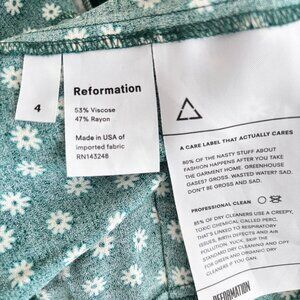 4
Reformation
53% Viscose
47% Rayon
Made in USA of
imported fabric
RN143248
A CARE LABEL THAT ACTUALLY CARES
80% OF THE NASTY STUFF ABOUT
FASHION HAPPENS AFTER YOU TAKE
THE GARMENT HOME. GREENHOUSE
GASES? GROSS. WASTED WATER? SAD.
DON'T BE GROSS AND SAD.
PROFESSIONAL CLEAN
85% OF DRY CLEANERS USE A CREEPY,
TOXIC CHEMICAL CALLED PERC,
THAT'S LINKED TO RESPIRATORY
ISSUES, BIRTH DEFECTS AND AIR
POLLUTION. YUCK. SKIP THE
STANDARD DRY CLEANING AND OPT
FOR GREEN AND ORGANIC DRY
CLEANERS IF YOU CAN.
REFORMATION